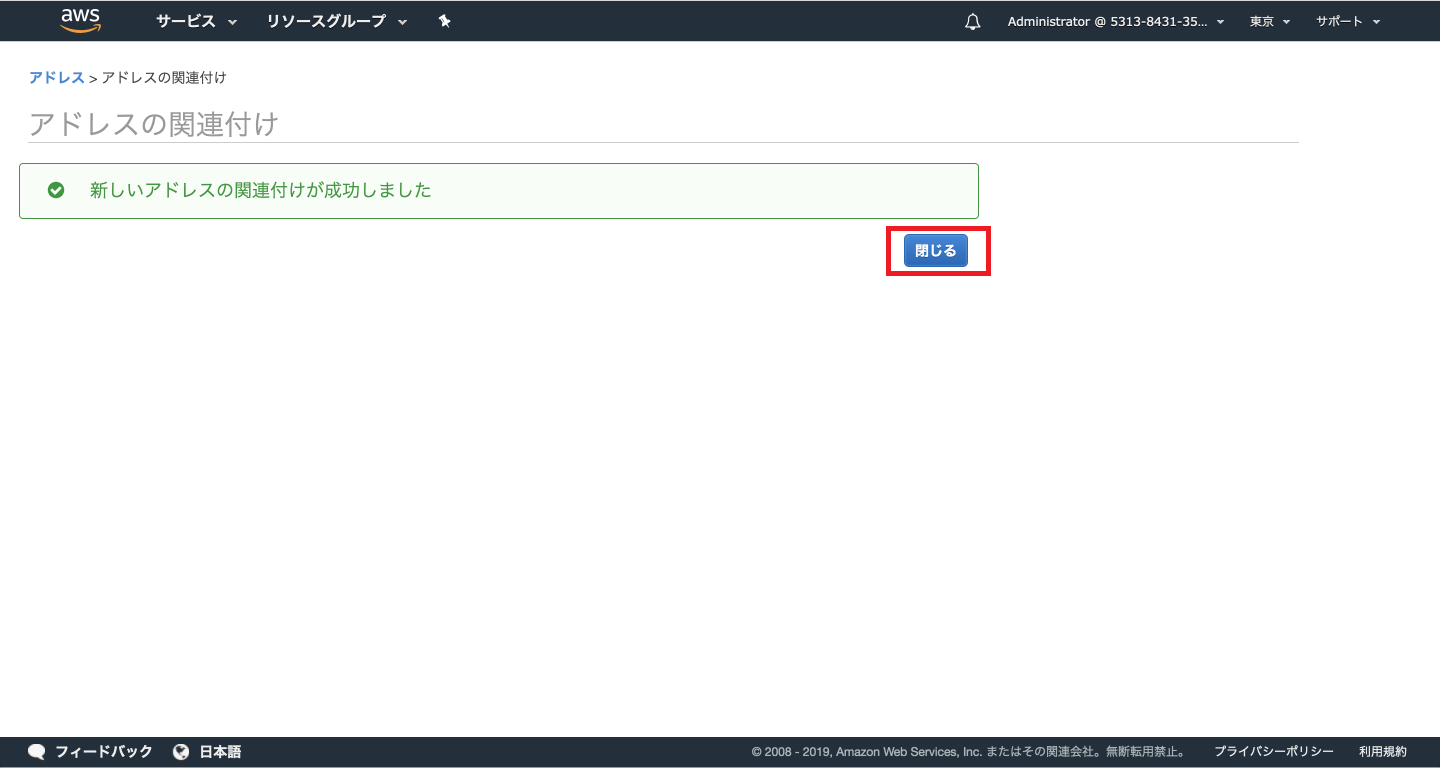 aws サービス リソースグループ Administrator @ 5313-8431-35... 東京 サポート
アドレス > アドレスの関連付け
アドレスの関連付け
新しいアドレスの関連付けが成功しました
閉じる
フィードバック 日本語 © 2008 - 2019, Amazon Web Services, Inc. またはその関連会社。無断転用禁止。 プライバシーポリシー 利用規約